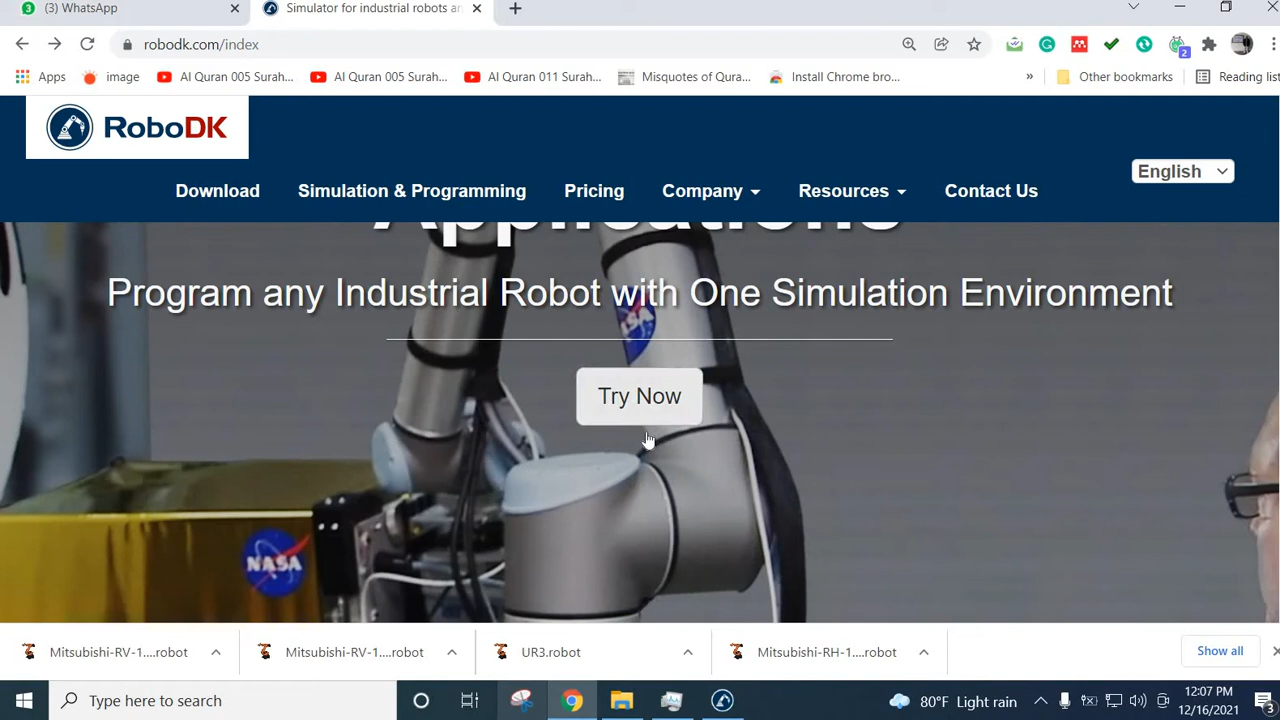 3
(3) WhatsApp
Simulator for industrial robots an
robodk.com/index
2
Apps
image
Al Quran 005 Surah...
Al Quran 005 Surah...
Al Quran 011 Surah...
Misquotes of Qura...
Install Chrome bro...
»
Other bookmarks
Reading list
RoboDK
English
Download
Simulation & Programming
Pricing
Company
Resources
Contact Us
Applications
Program any Industrial Robot with One Simulation Environment
Try Now
NASA
Mitsubishi-RV-1....robot
Mitsubishi-RV-1....robot
UR3.robot
Mitsubishi-RH-1....robot
Show all
Type here to search
80°F Light rain
12:07 PM
12/16/2021
3